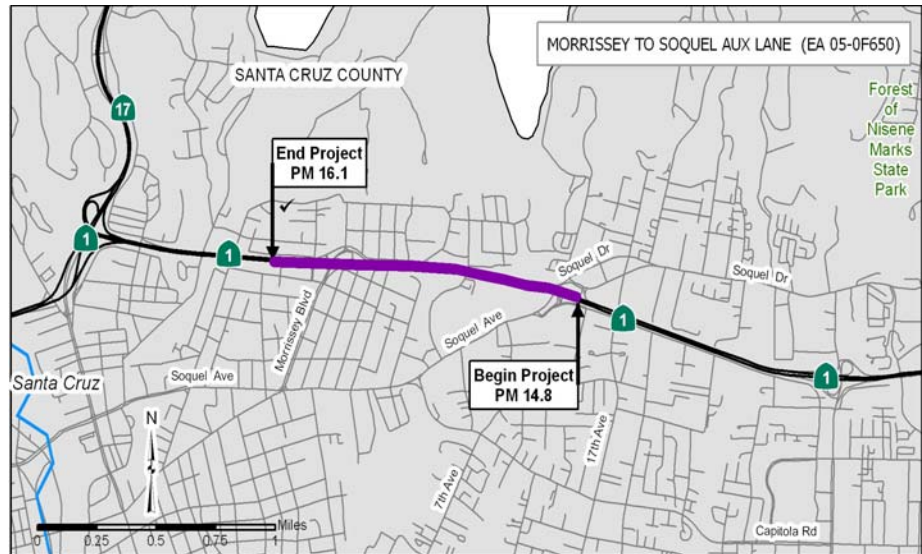 MORRISSEY TO SOQUEL AUX LANE (EA 05-0F650)
SANTA CRUZ COUNTY
Forest
of
Nisene
Marks
State
Park
17
End Project
PM 16.1
1
1
Soquel Dr
Soquel Dr
Morrissey Blvd
Soquel Ave
1
Begin Project
PM 14.8
1
Santa Cruz
Soquel Ave
17th Ave
7th Ave
N
Miles
0 0.25 0.5 1
Capitola Rd